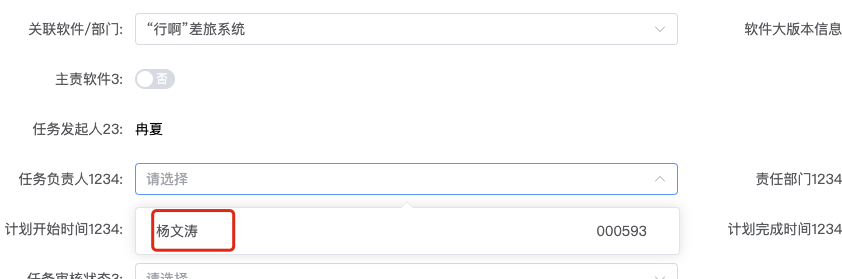 关联软件/部门: “行啊”差旅系统 软件大版本信息
主责软件3: 否
任务发起人23: 冉夏
任务负责人1234: 请选择 责任部门1234
计划开始时间1234: 杨文涛 000593 计划完成时间1234
任务审核状态3: 请选择